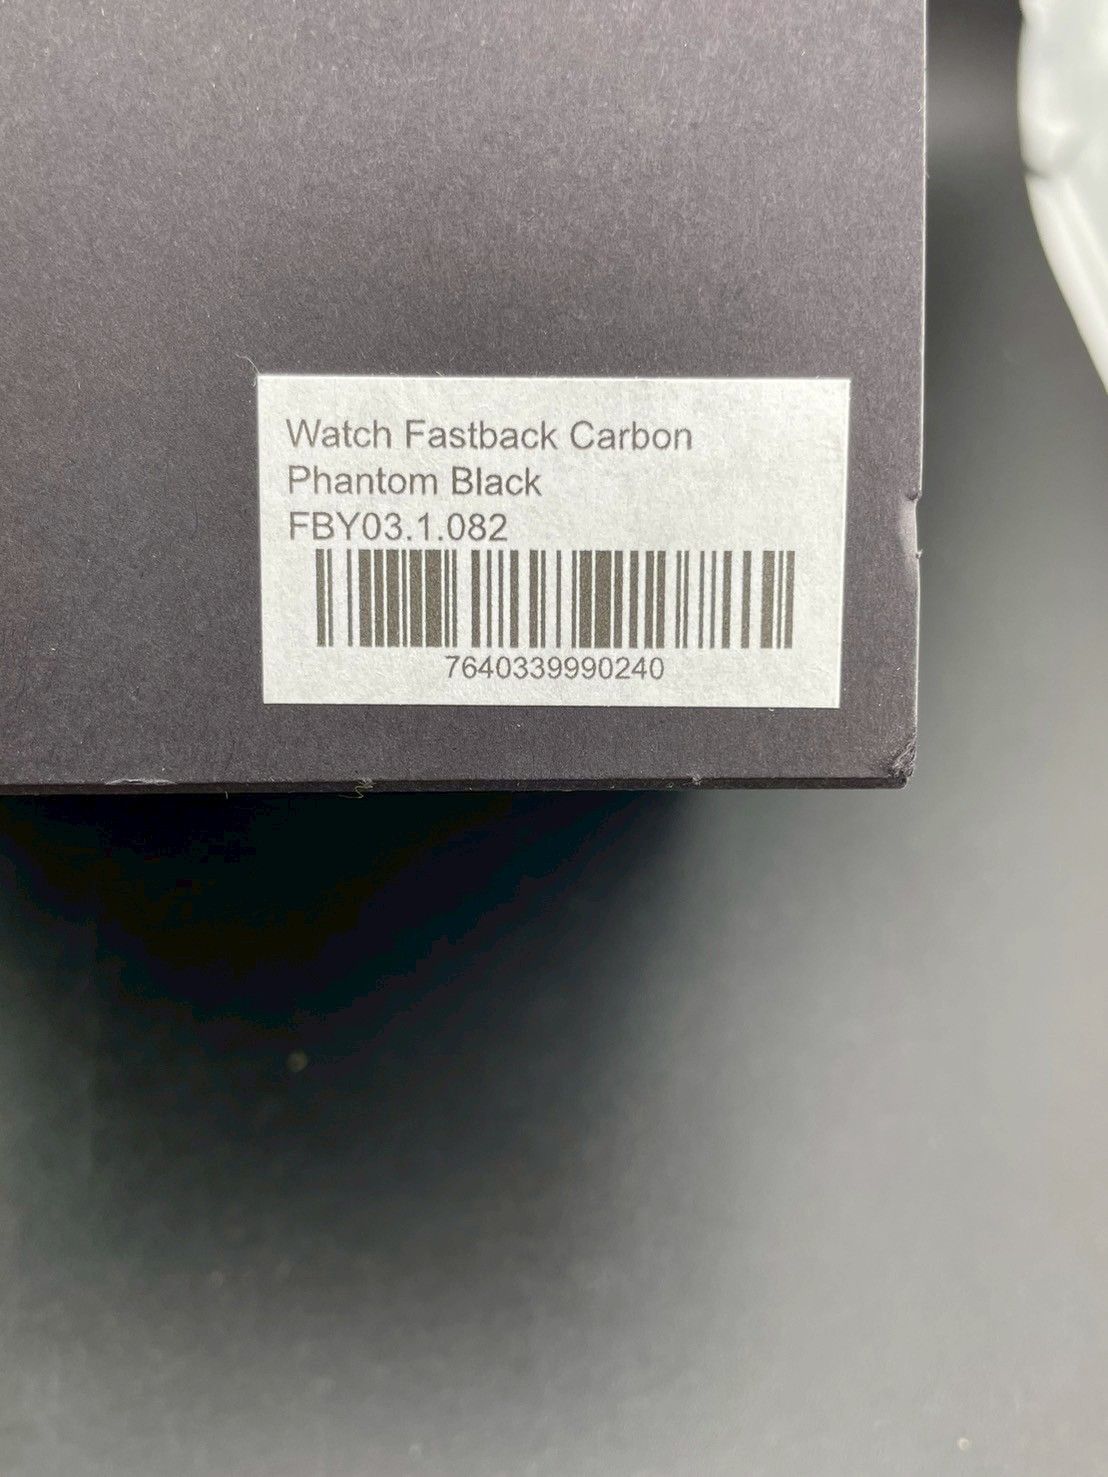 Watch Fastback Carbon
Phantom Black
FBY03.1.082
7640339990240